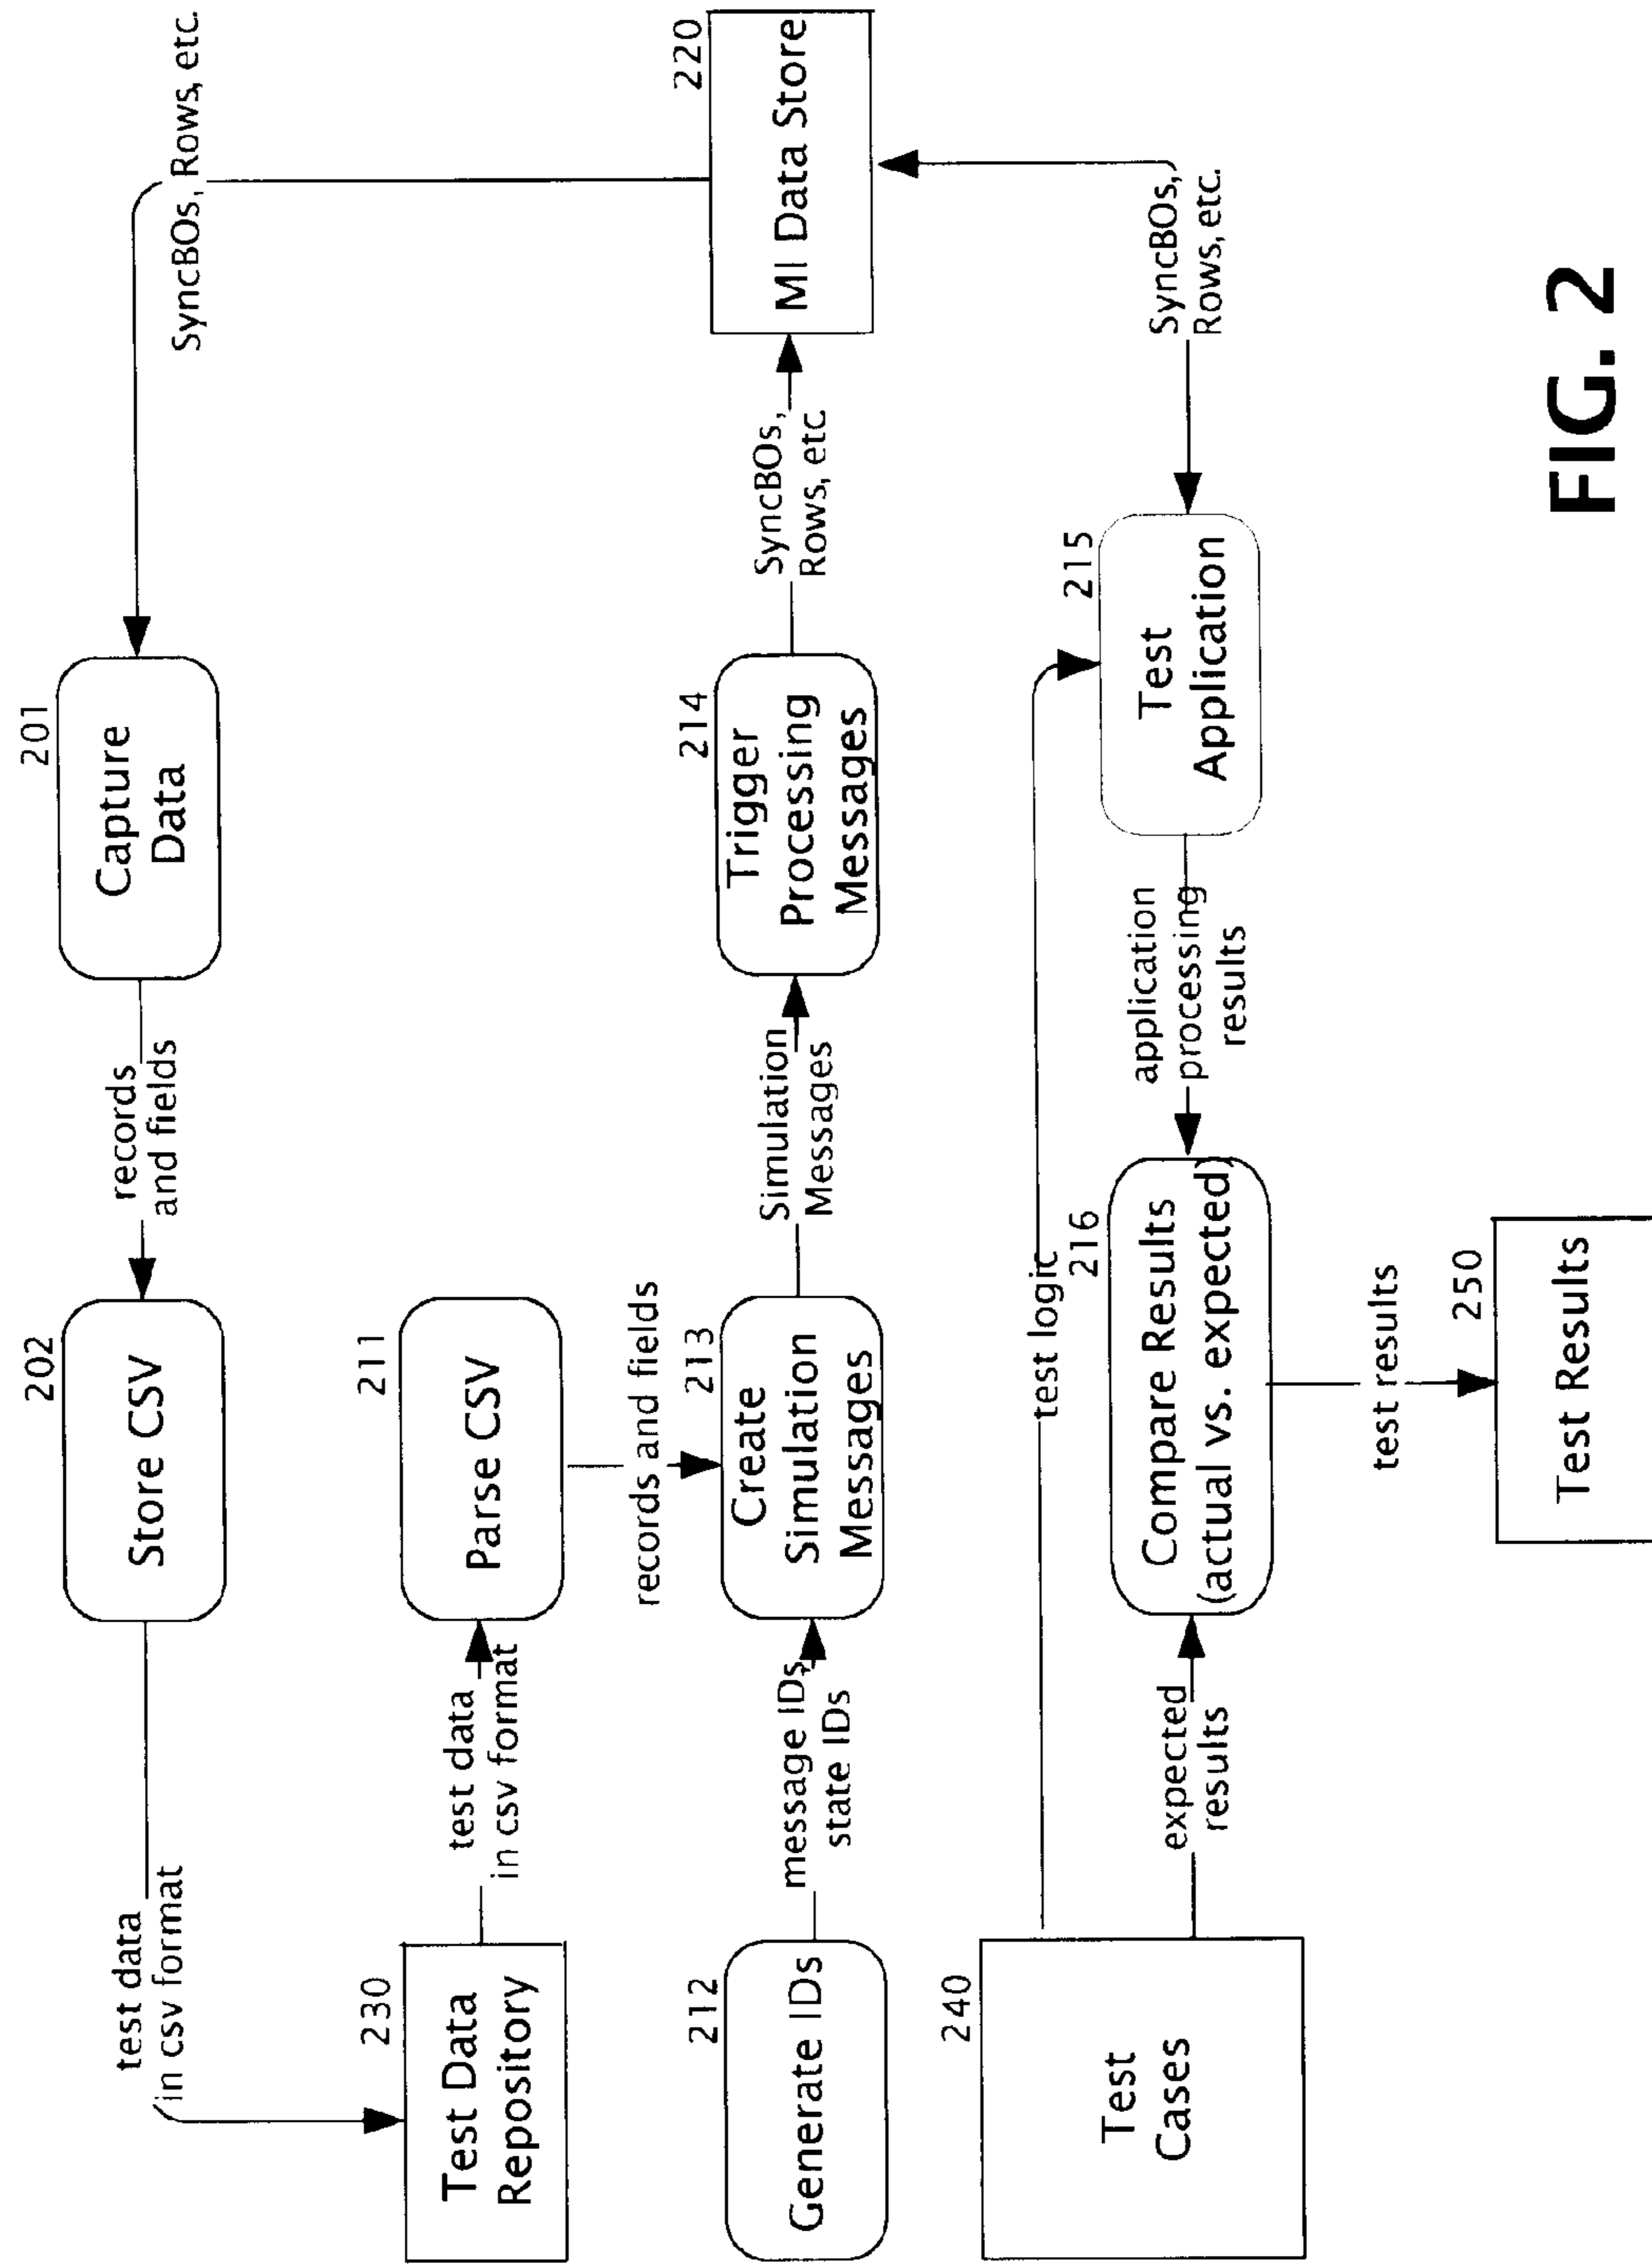 test data
in csv format
202
Store CSV
records
and fields
201
Capture
Data
SyncBOs, Rows, etc.
230
Test Data
Repository
test data
in csv format
211
Parse CSV
records and fields
212
Generate IDs
message IDs,
state IDs
213
Create
Simulation
Messages
Simulation
Messages
214
Trigger
Processing
Messages
SyncBOs,
Rows, etc
220
MI Data Store
240
Test
Cases
test logic
expected
results
216
Compare Results
(actual vs. expected)
application
processing
results
215
Test
Application
SyncBOs,
Rows, etc.
test results
250
Test Results
FIG. 2